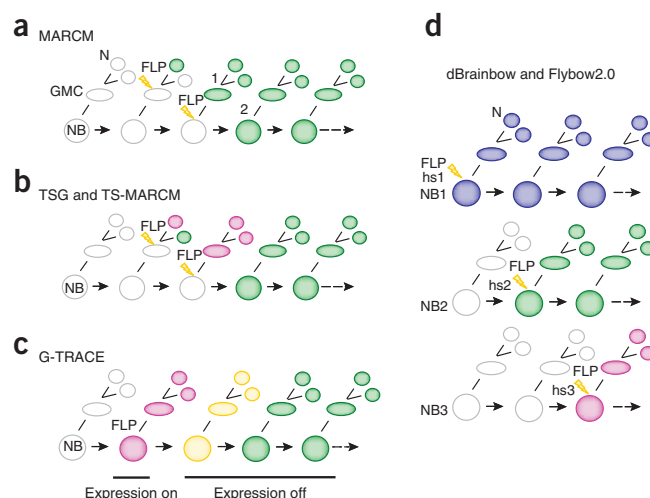 a
MARCM
N
FLP
GMC
1
FLP
2
NB
b
TSG and TS-MARCM
FLP
FLP
NB
c
G-TRACE
FLP
NB
Expression on
Expression off
d
dBrainbow and Flybow2.0
N
FLP
hs1
NB1
FLP
hs2
NB2
FLP
hs3
NB3